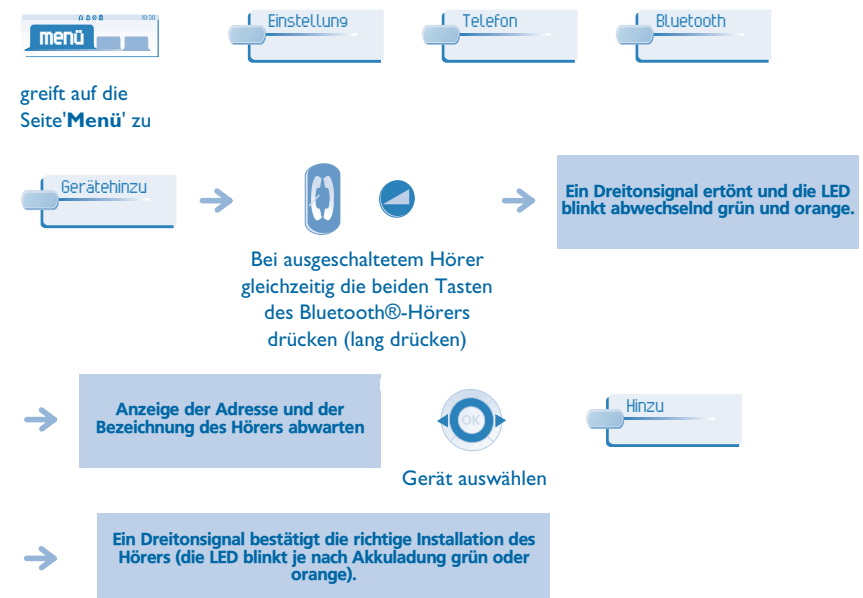 10:30
menü
Einstellung
Telefon
Bluetooth
greift auf die
Seite'Menü' zu
Gerätehinzu
Ein Dreitonsignal ertönt und die LED
blinkt abwechselnd grün und orange.
Bei ausgeschaltetem Hörer
gleichzeitig die beiden Tasten
des Bluetooth®-Hörers
drücken (lang drücken)
Anzeige der Adresse und der
Bezeichnung des Hörers abwarten
OK
Hinzu
Gerät auswählen
Ein Dreitonsignal bestätigt die richtige Installation des
Hörers (die LED blinkt je nach Akkuladung grün oder
orange).